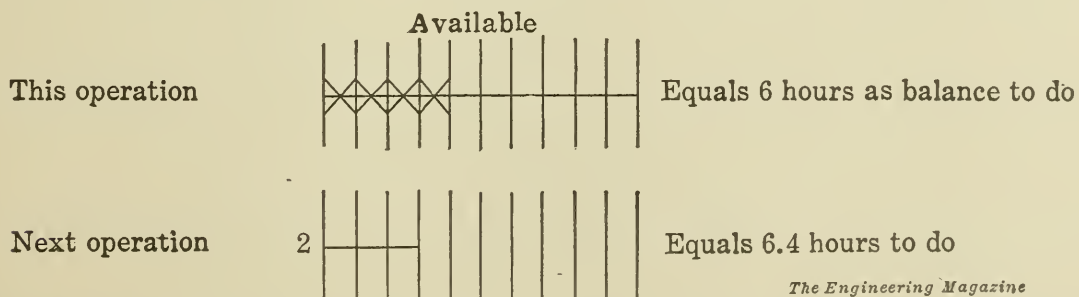 Available
This operation Equals 6 hours as balance to do
Next operation 2 Equals 6.4 hours to do
The Engineering Magazine